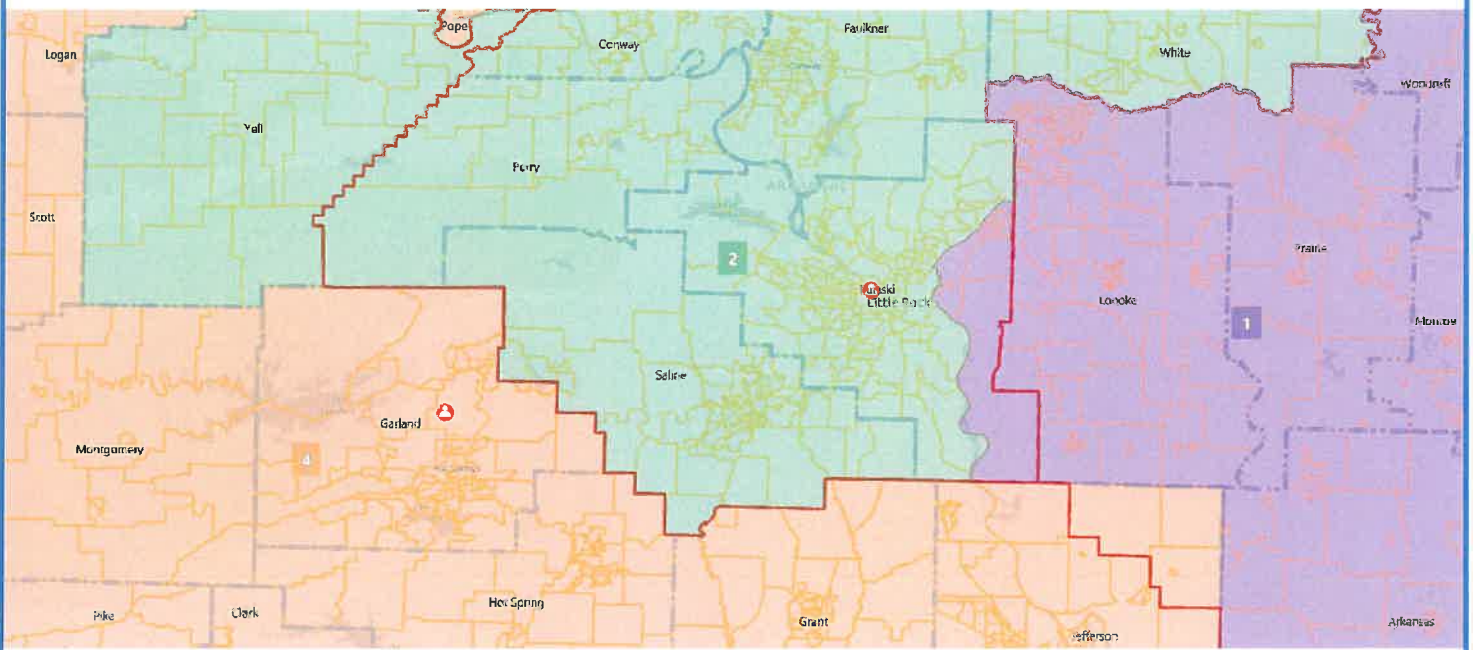 Pope
Logan
Conway
Faulkner
White
Woodruff
Yell
Perry
ARKANSAS
Scott
2
Prairie
Pulaski
Little Rock
Lonoke
1
Monroe
Saline
Garland
Montgomery
4
Hot Spring
Pike
Clark
Grant
Jefferson
Arkansas